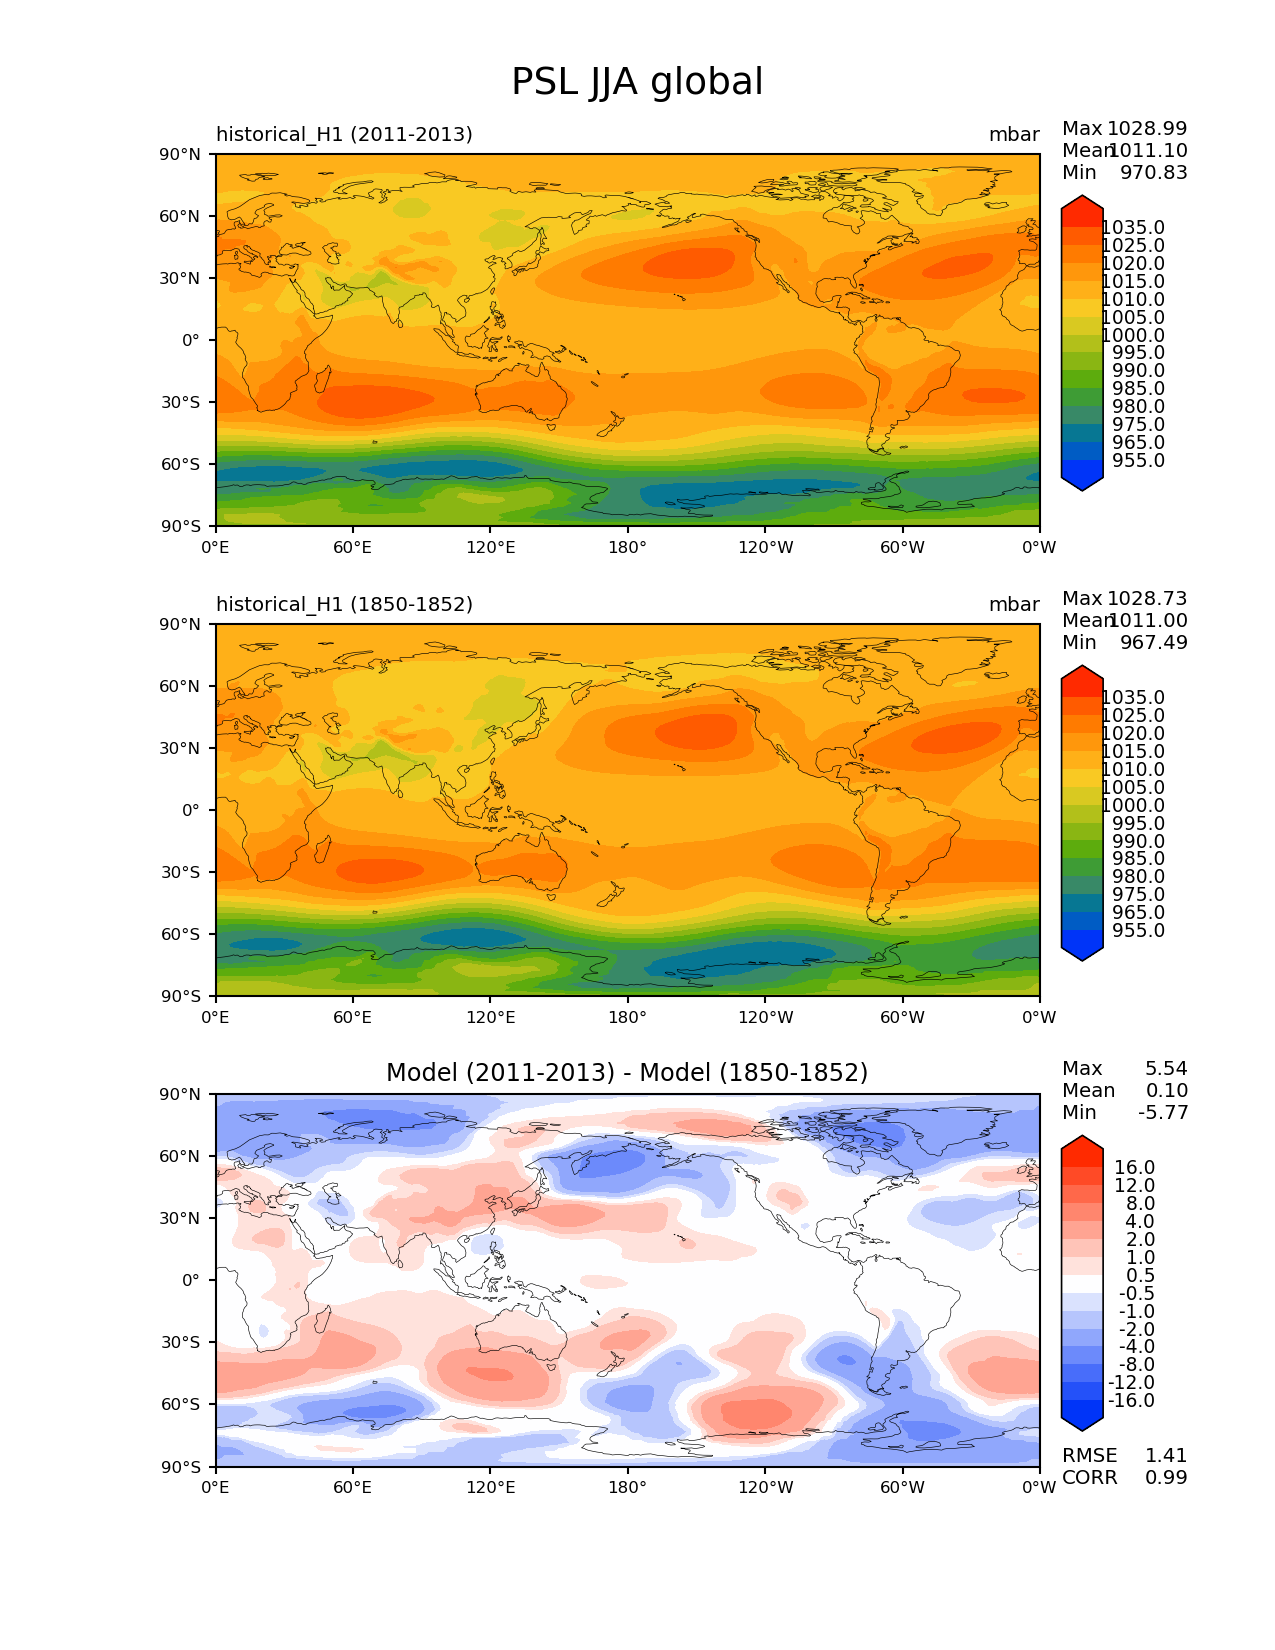 PSL JJA global
historical_H1 (2011-2013) mbar
Max 1028.99
Mean 1011.10
Min 970.83
90°N
60°N
30°N
0°
30°S
60°S
90°S
0°E 60°E 120°E 180° 120°W 60°W 0°W
1035.0
1025.0
1020.0
1015.0
1010.0
1005.0
1000.0
995.0
990.0
985.0
980.0
975.0
965.0
955.0
historical_H1 (1850-1852) mbar
Max 1028.73
Mean 1011.00
Min 967.49
90°N
60°N
30°N
0°
30°S
60°S
90°S
0°E 60°E 120°E 180° 120°W 60°W 0°W
1035.0
1025.0
1020.0
1015.0
1010.0
1005.0
1000.0
995.0
990.0
985.0
980.0
975.0
965.0
955.0
Model (2011-2013) - Model (1850-1852)
Max 5.54
Mean 0.10
Min -5.77
90°N
60°N
30°N
0°
30°S
60°S
90°S
0°E 60°E 120°E 180° 120°W 60°W 0°W
16.0
12.0
8.0
4.0
2.0
1.0
0.5
-0.5
-1.0
-2.0
-4.0
-8.0
-12.0
-16.0
RMSE 1.41
CORR 0.99